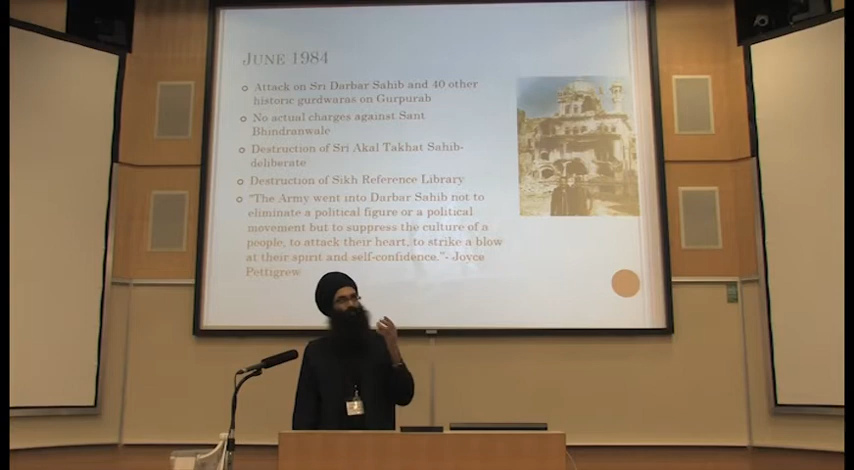 JUNE 1984
Attack on Sri Darbar Sahib and 40 other
historic gurdwaras on Gurpurab
No actual charges against Sant
Bhindranwale
Destruction of Sri Akal Takhat Sahib-
deliberate
Destruction of Sikh Reference Library
"The Army went into Darbar Sahib not to
eliminate a political figure or a political
movement but to suppress the culture of a
people, to attack their heart, to strike a blow
at their spirit and self-confidence."- Joyce
Pettigrew